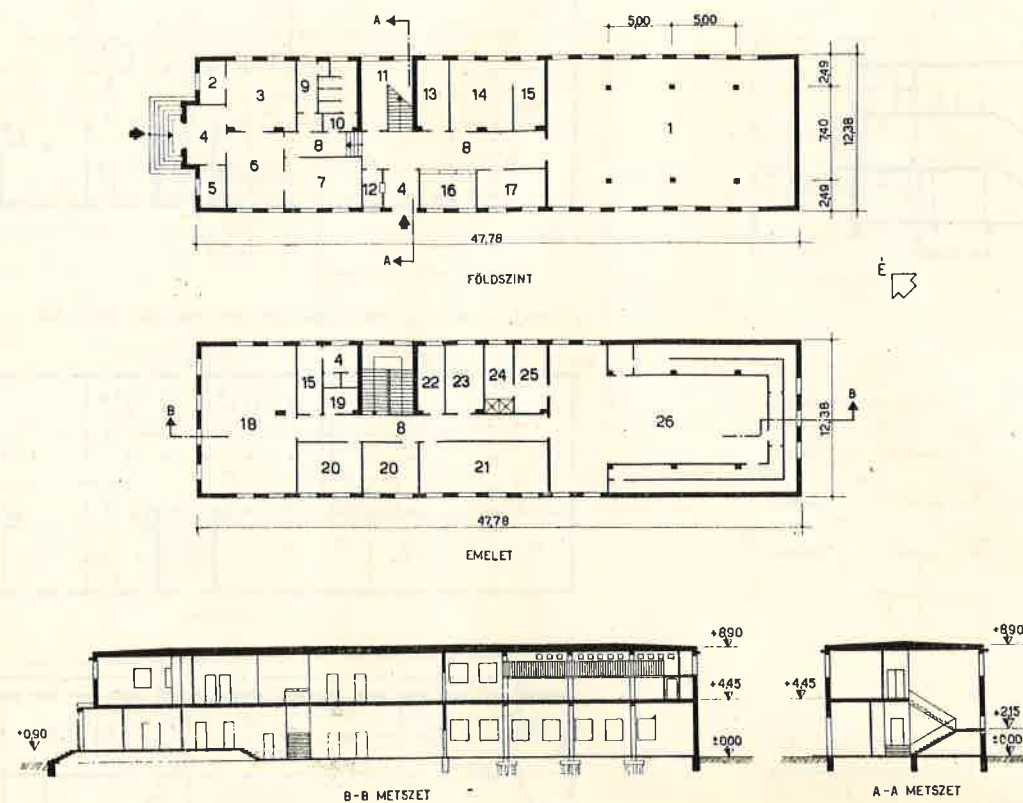 A
5,00 5,00
2 3 9 11 13 14 15
10
4 8 8 1
6
5 7 12 4 16 17
2,49
7,40
2,49
12,38
47,78
A
FÖLDSZINT
É
4
15 22 23 24 25
19
B B
18 8 26
20 20 21
12,38
47,78
EMELET
+8,90
+4,45
+0,90
±0,00
B-B METSZET
+8,90
+4,45
+2,15
±0,00
A-A METSZET